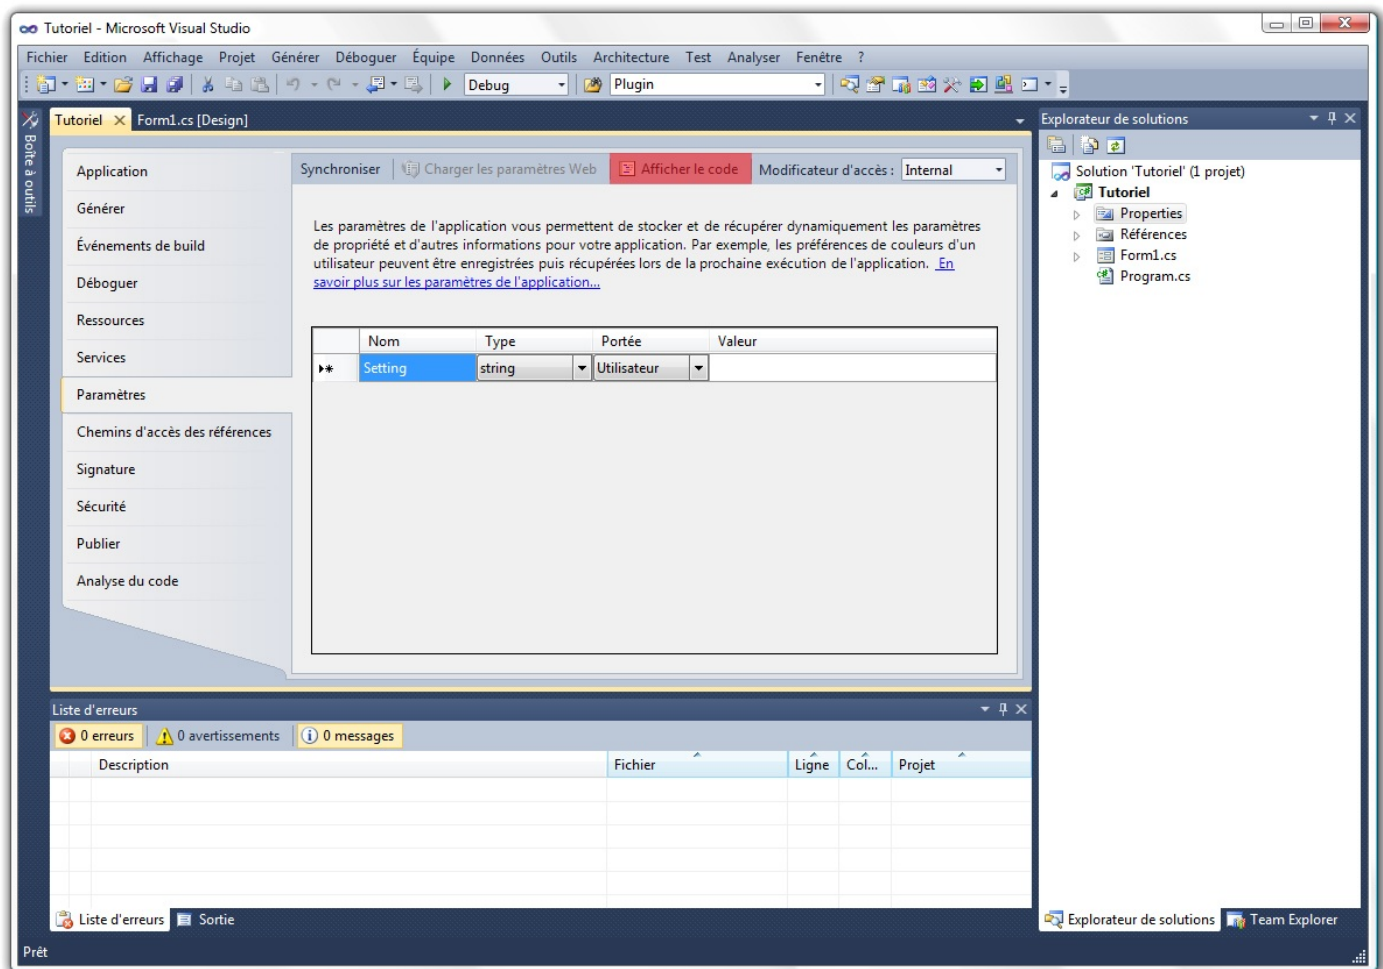 Tutoriel - Microsoft Visual Studio
Fichier Edition Affichage Projet Générer Déboguer Équipe Données Outils Architecture Test Analyser Fenêtre ?
Debug Plugin
Boîte à outils
Tutoriel Form1.cs [Design]
Application
Générer
Événements de build
Déboguer
Ressources
Services
Paramètres
Chemins d'accès des références
Signature
Sécurité
Publier
Analyse du code
Synchroniser Charger les paramètres Web Afficher le code Modificateur d'accès : Internal
Les paramètres de l'application vous permettent de stocker et de récupérer dynamiquement les paramètres
de propriété et d'autres informations pour votre application. Par exemple, les préférences de couleurs d'un
utilisateur peuvent être enregistrées puis récupérées lors de la prochaine exécution de l'application. En
savoir plus sur les paramètres de l'application...
Nom Type Portée Valeur
Setting string Utilisateur
Liste d'erreurs
0 erreurs 0 avertissements 0 messages
Description Fichier Ligne Col... Projet
Liste d'erreurs Sortie
Explorateur de solutions
Solution 'Tutoriel' (1 projet)
Tutoriel
Properties
Références
Form1.cs
Program.cs
Explorateur de solutions Team Explorer
Prêt